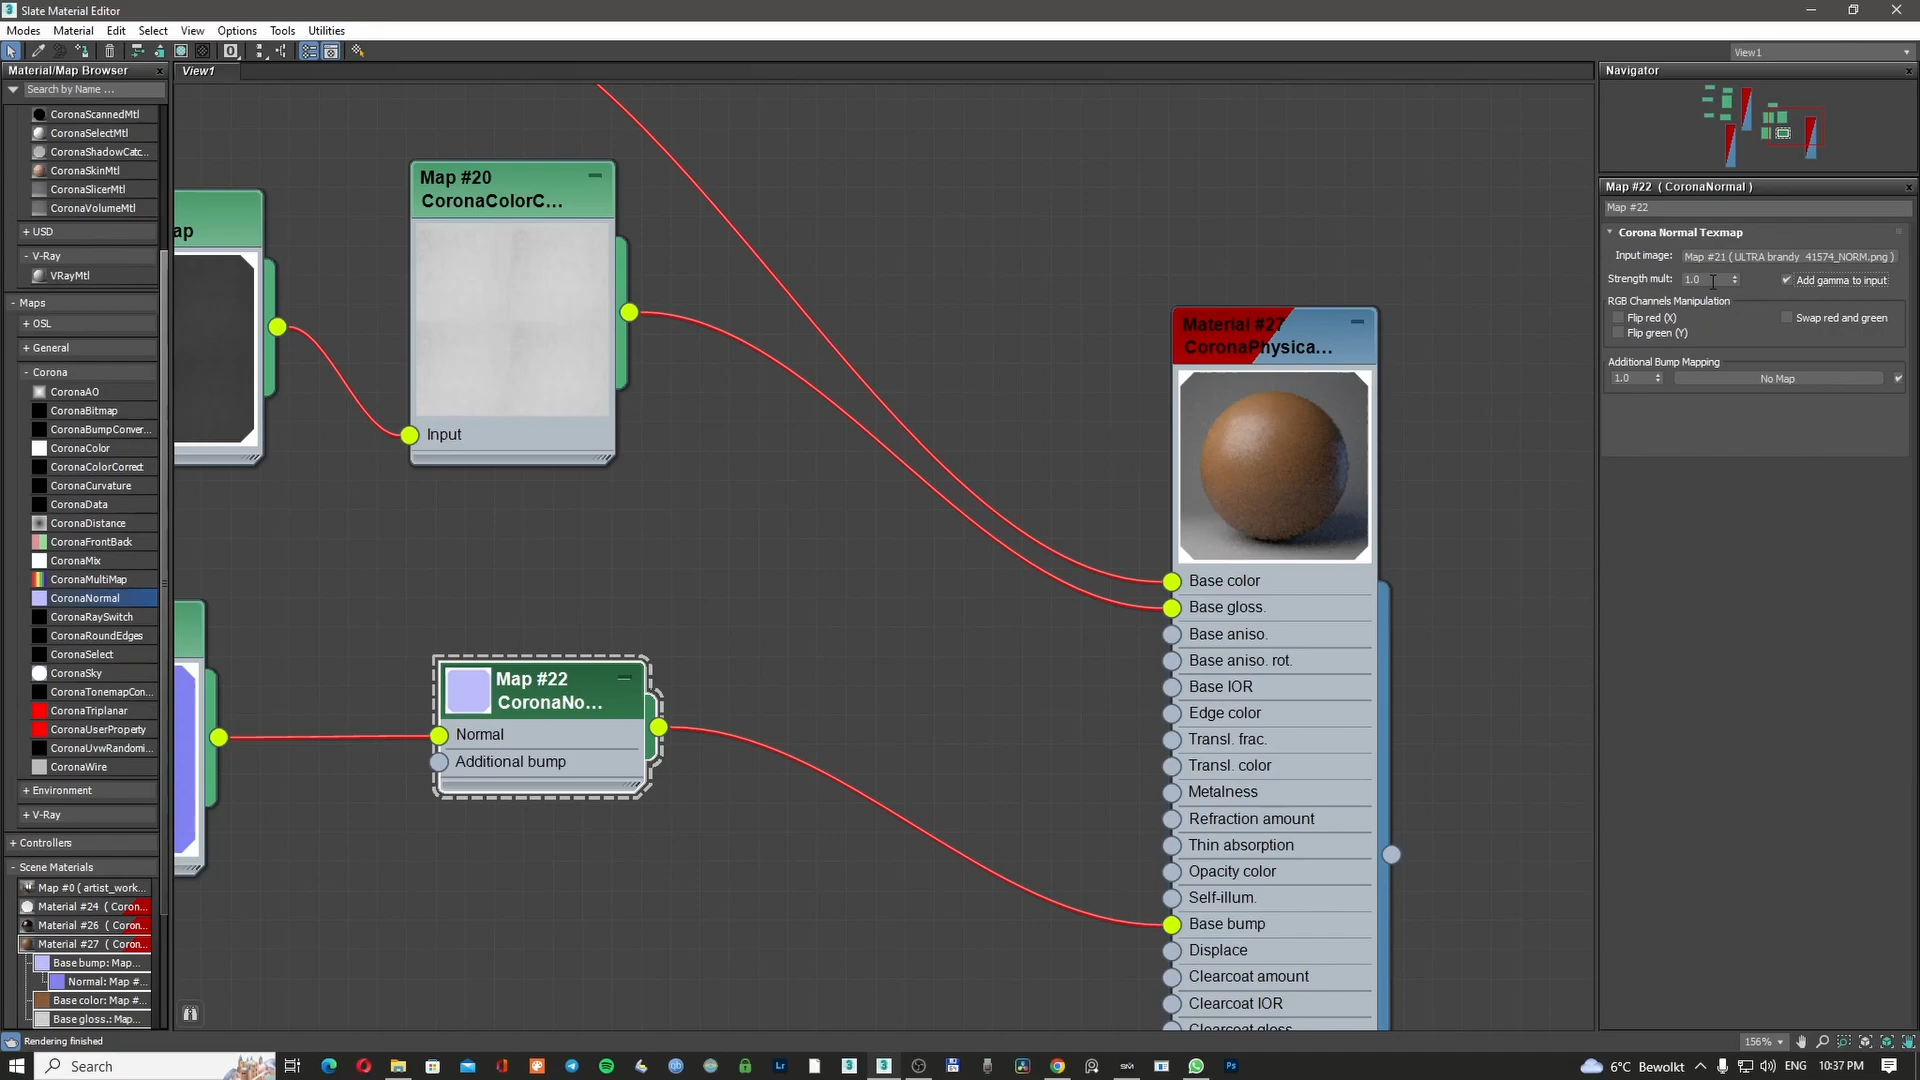 Slate Material Editor
Modes Material Edit Select View Options Tools Utilities
View1
Material/Map Browser
Search by Name ...
CoronaScannedMtl
CoronaSelectMtl
CoronaShadowCatc...
CoronaSkinMtl
CoronaSlicerMtl
CoronaVolumeMtl
+ USD
- V-Ray
VRayMtl
- Maps
+ OSL
+ General
- Corona
CoronaAO
CoronaBitmap
CoronaBumpConver...
CoronaColor
CoronaColorCorrect
CoronaCurvature
CoronaData
CoronaDistance
CoronaFrontBack
CoronaMix
CoronaMultiMap
CoronaNormal
CoronaRaySwitch
CoronaRoundEdges
CoronaSelect
CoronaSky
CoronaTonemapCon...
CoronaTriplanar
CoronaUserProperty
CoronaUvwRandomi...
CoronaWire
+ Environment
+ V-Ray
+ Controllers
- Scene Materials
Map #0 ( artist_work...
Material #24 ( Coron...
Material #26 ( Coron...
Material #27 ( Coron...
Base bump: Map...
Normal: Map #...
Base color: Map #...
Base gloss.: Map...
Rendering finished
View1
ap
Map #20
CoronaColorC...
Input
Map #22
CoronaNo...
Normal
Additional bump
Material #27
CoronaPhysica...
Base color
Base gloss.
Base aniso.
Base aniso. rot.
Base IOR
Edge color
Transl. frac.
Transl. color
Metalness
Refraction amount
Thin absorption
Opacity color
Self-illum.
Base bump
Displace
Clearcoat amount
Clearcoat IOR
Clearcoat gloss
Navigator
Map #22 ( CoronaNormal )
Map #22
Corona Normal Texmap
Input image: Map #21 ( ULTRA brandy 41574_NORM.png )
Strength mult: 1.0 Add gamma to input
RGB Channels Manipulation
Flip red (X) Swap red and green
Flip green (Y)
Additional Bump Mapping
1.0 No Map
156%
Search
6°C Bewolkt
ENG
10:37 PM